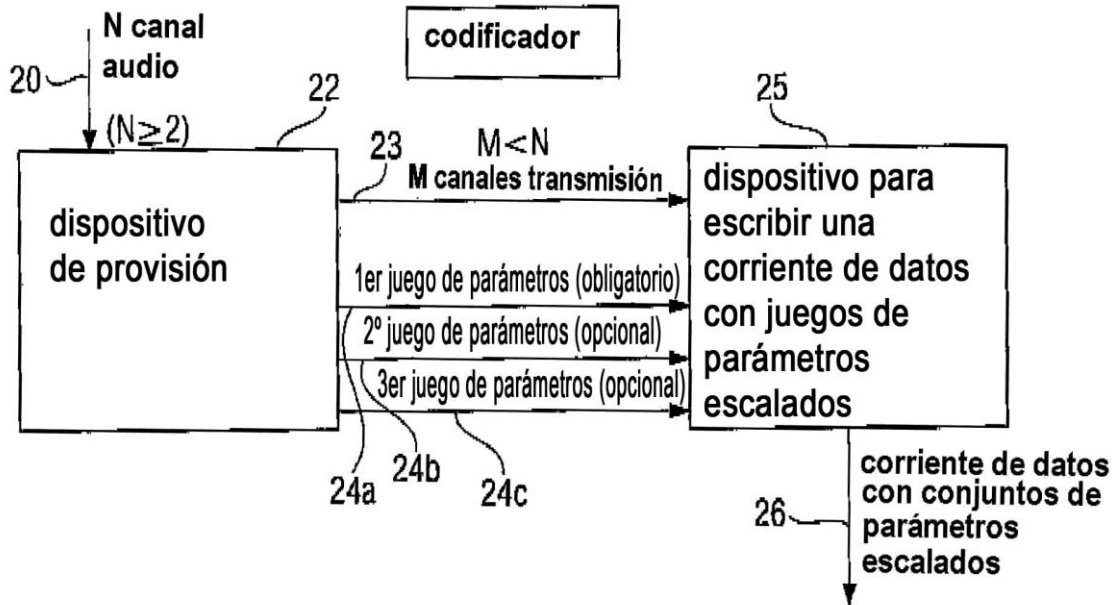 N canal
audio
20
(N≥2)
codificador
22
25
23
M<N
M canales transmisión
dispositivo
de provisión
1er juego de parámetros (obligatorio)
2º juego de parámetros (opcional)
3er juego de parámetros (opcional)
dispositivo para
escribir una
corriente de datos
con juegos de
parámetros
escalados
24a
24b
24c
26
corriente de datos
con conjuntos de
parámetros
escalados